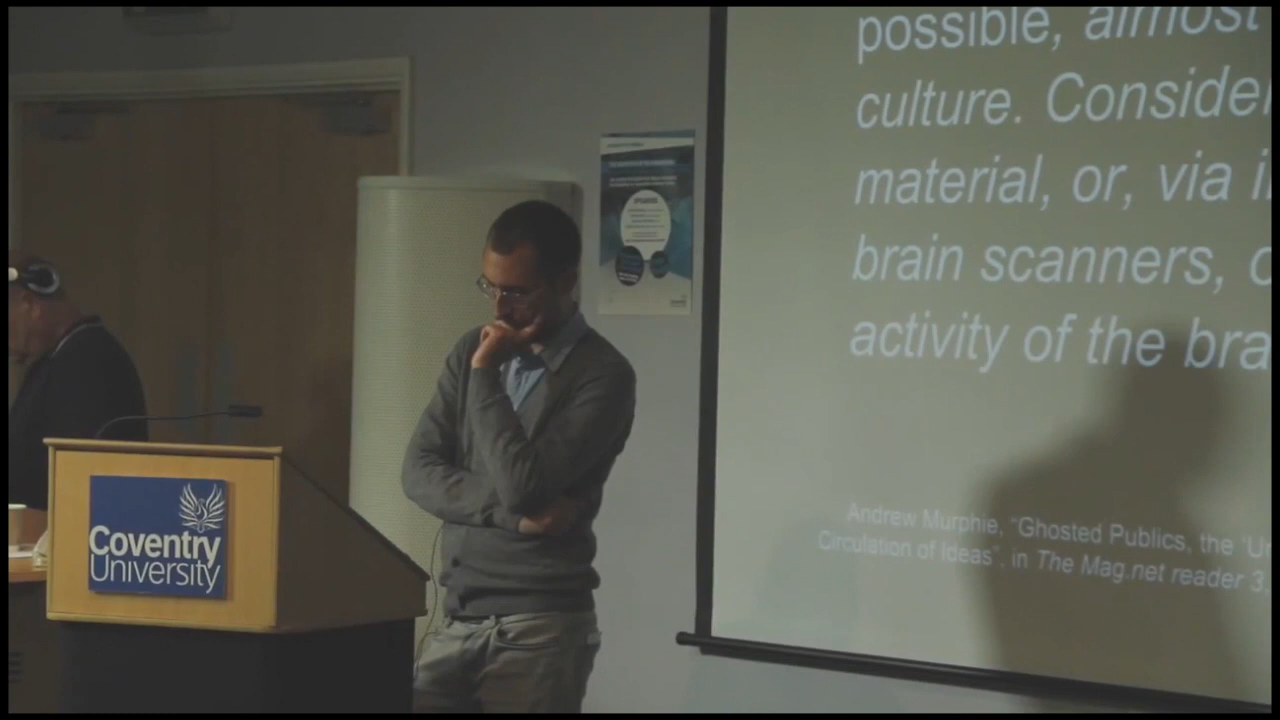 possible, almost
culture. Conside
material, or, via i
brain scanners,
activity of the bra
Andrew Murphie, “Ghosted Publics, the ‘U
Circulation of Ideas”, in The Mag.net reader 3,
Coventry
University